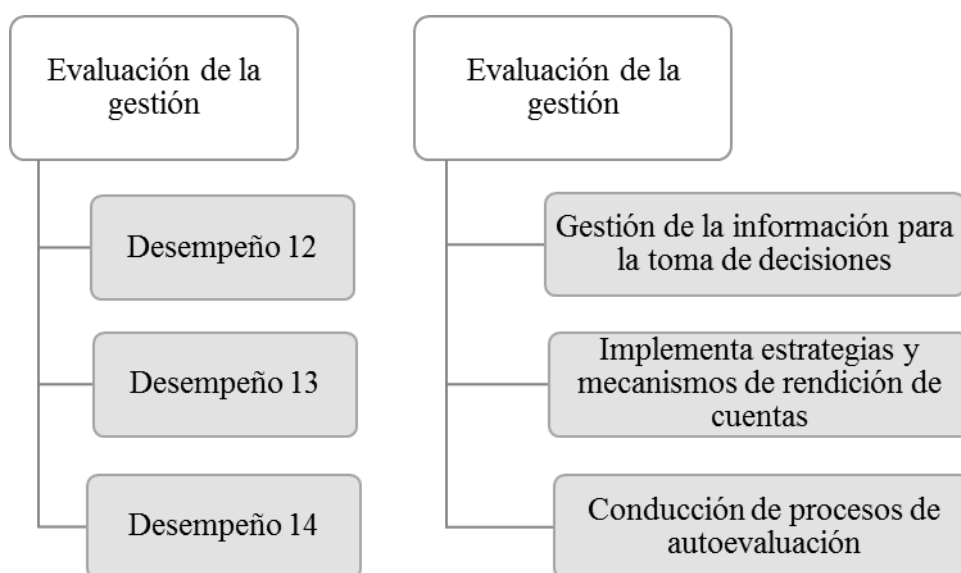 Evaluación de la
gestión
Desempeño 12
Desempeño 13
Desempeño 14
Evaluación de la
gestión
Gestión de la información para
la toma de decisiones
Implementa estrategias y
mecanismos de rendición de
cuentas
Conducción de procesos de
autoevaluación